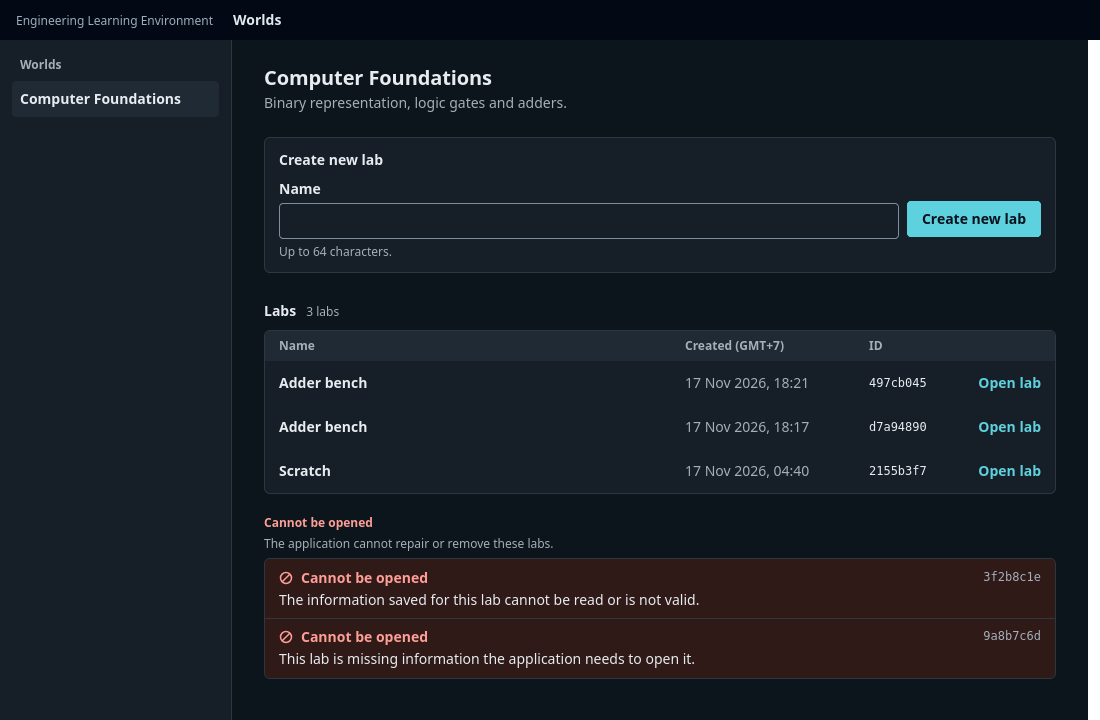 Engineering Learning Environment Worlds
Worlds
Computer Foundations
Computer Foundations
Binary representation, logic gates and adders.
Create new lab
Name
Create new lab
Up to 64 characters.
Labs 3 labs
Name Created (GMT+7) ID
Adder bench 17 Nov 2026, 18:21 497cb045 Open lab
Adder bench 17 Nov 2026, 18:17 d7a94890 Open lab
Scratch 17 Nov 2026, 04:40 2155b3f7 Open lab
Cannot be opened
The application cannot repair or remove these labs.
Cannot be opened 3f2b8c1e
The information saved for this lab cannot be read or is not valid.
Cannot be opened 9a8b7c6d
This lab is missing information the application needs to open it.